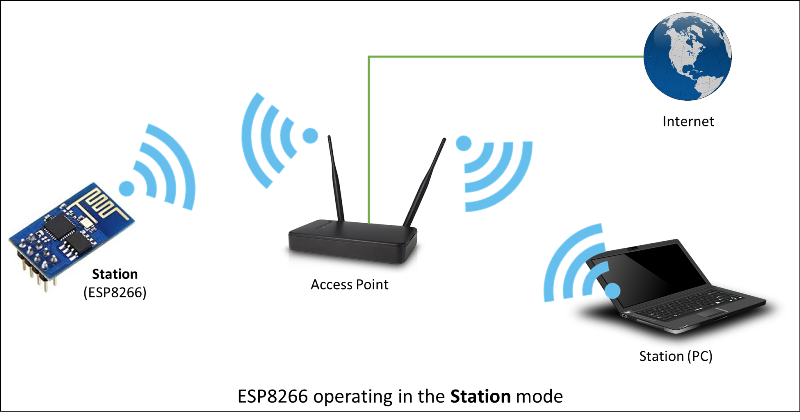 Internet
Station
(ESP8266)
Access Point
Station (PC)
ESP8266 operating in the Station mode